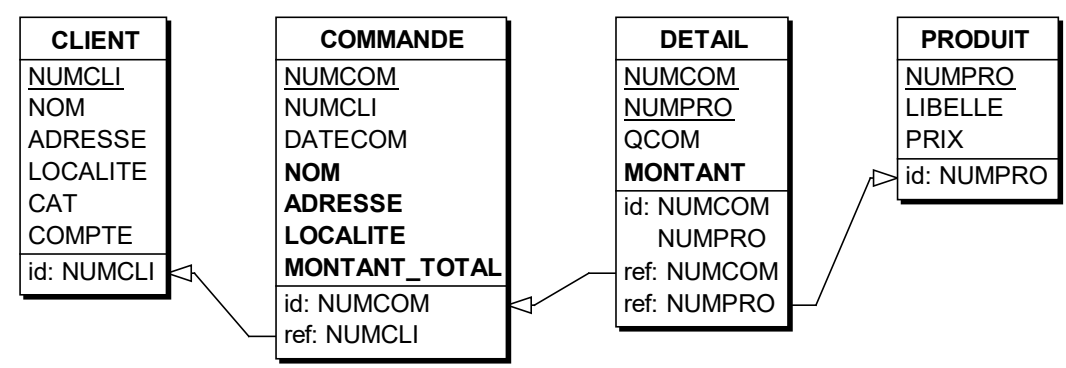 CLIENT
NUMCLI
NOM
ADRESSE
LOCALITE
CAT
COMPTE
id: NUMCLI
COMMANDE
NUMCOM
NUMCLI
DATECOM
NOM
ADRESSE
LOCALITE
MONTANT_TOTAL
id: NUMCOM
ref: NUMCLI
DETAIL
NUMCOM
NUMPRO
QCOM
MONTANT
id: NUMCOM
NUMPRO
ref: NUMCOM
ref: NUMPRO
PRODUIT
NUMPRO
LIBELLE
PRIX
id: NUMPRO